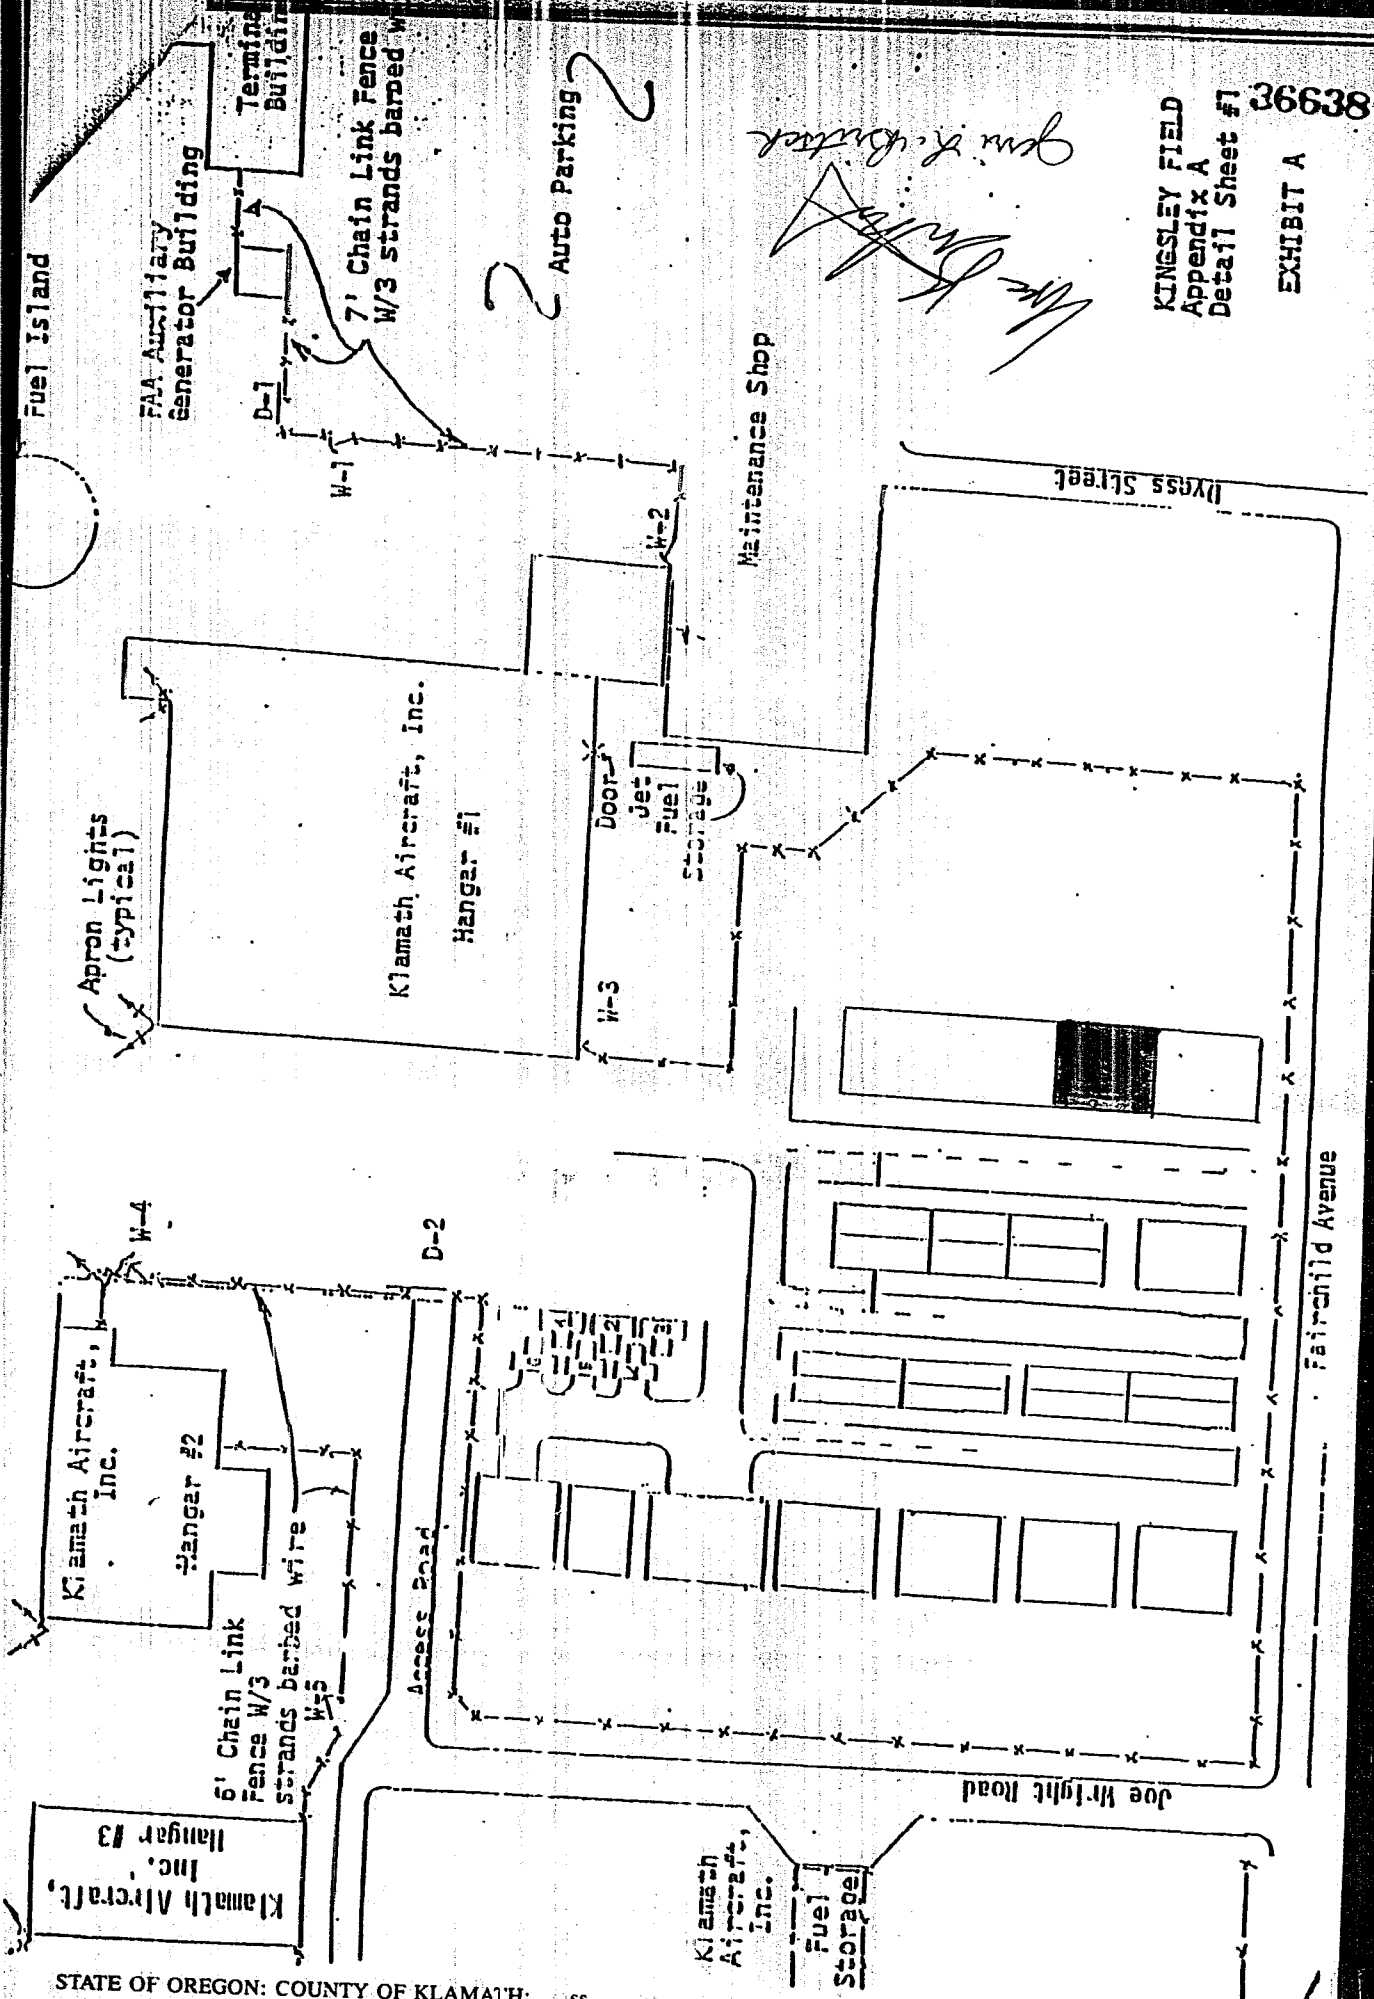 36638
KINGSLEY FIELD
Appendix A
Detail Sheet #1
EXHIBIT A
Fuel Island
FAA Auxiliary
Generator Building
Terminal
Building
7' Chain Link Fence
W/3 strands barbed
Auto Parking
D-1
W-1
W-2
Maintenance Shop
Dyess Street
Apron Lights
(typical)
Klamath Aircraft, Inc.
Hangar #1
Door
Jet
Fuel
Storage
W-3
W-4
D-2
Klamath Aircraft,
Inc.
Hangar #2
6' Chain Link
Fence W/3
strands barbed wire
W-5
Access Road
Fairchild Avenue
Joe Wright Road
Klamath Aircraft,
Inc.
Hangar #3
Klamath
Aircraft,
Inc.
Fuel
Storage
STATE OF OREGON: COUNTY OF KLAMATH: ss